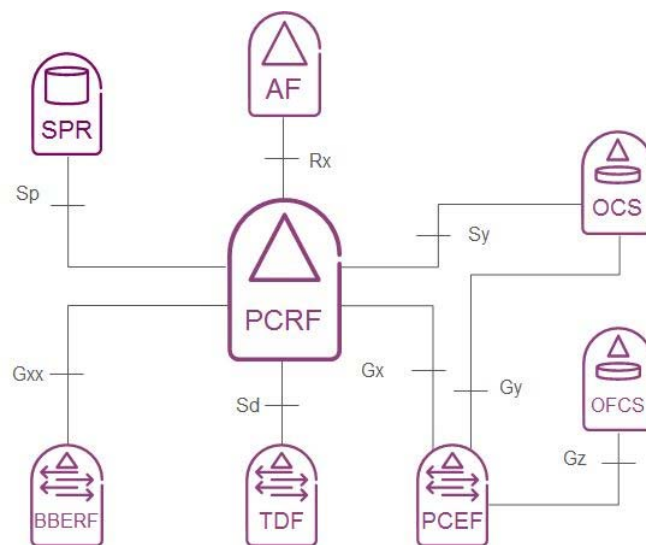 AF
SPR
Rx
Sp
OCS
Sy
PCRF
Gxx
Gx
Gy
OFCS
Sd
Gz
BBERF
TDF
PCEF